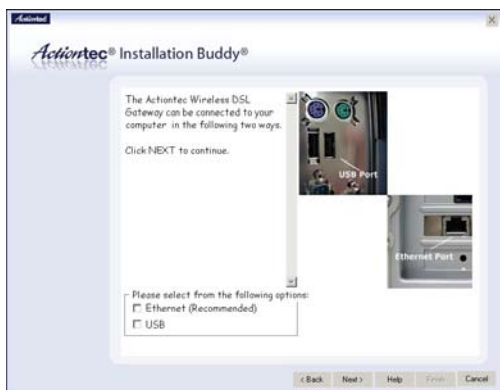 Actiontec
Actiontec® Installation Buddy®
The Actiontec Wireless DSL
Gateway can be connected to your
computer in the following two ways.
Click NEXT to continue.
USB Port
Ethernet Port
Please select from the following options:
Ethernet (Recommended)
USB
< Back Next > Help Finish Cancel